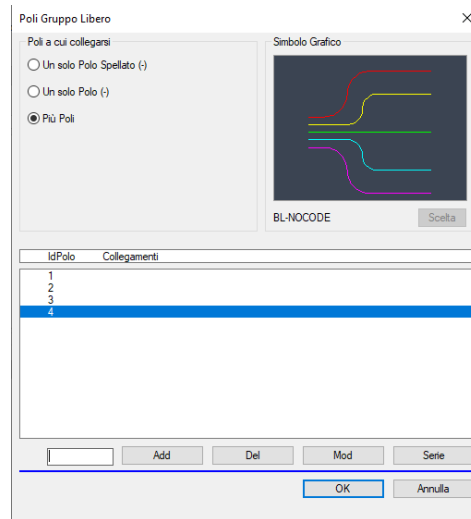 Poli Gruppo Libero
Poli a cui collegarsi
Un solo Polo Spellato (-)
Un solo Polo (-)
Più Poli
Simbolo Grafico
BL-NOCODE
Scelta
IdPolo Collegamenti
1
2
3
4
Add Del Mod Serie
OK Annulla